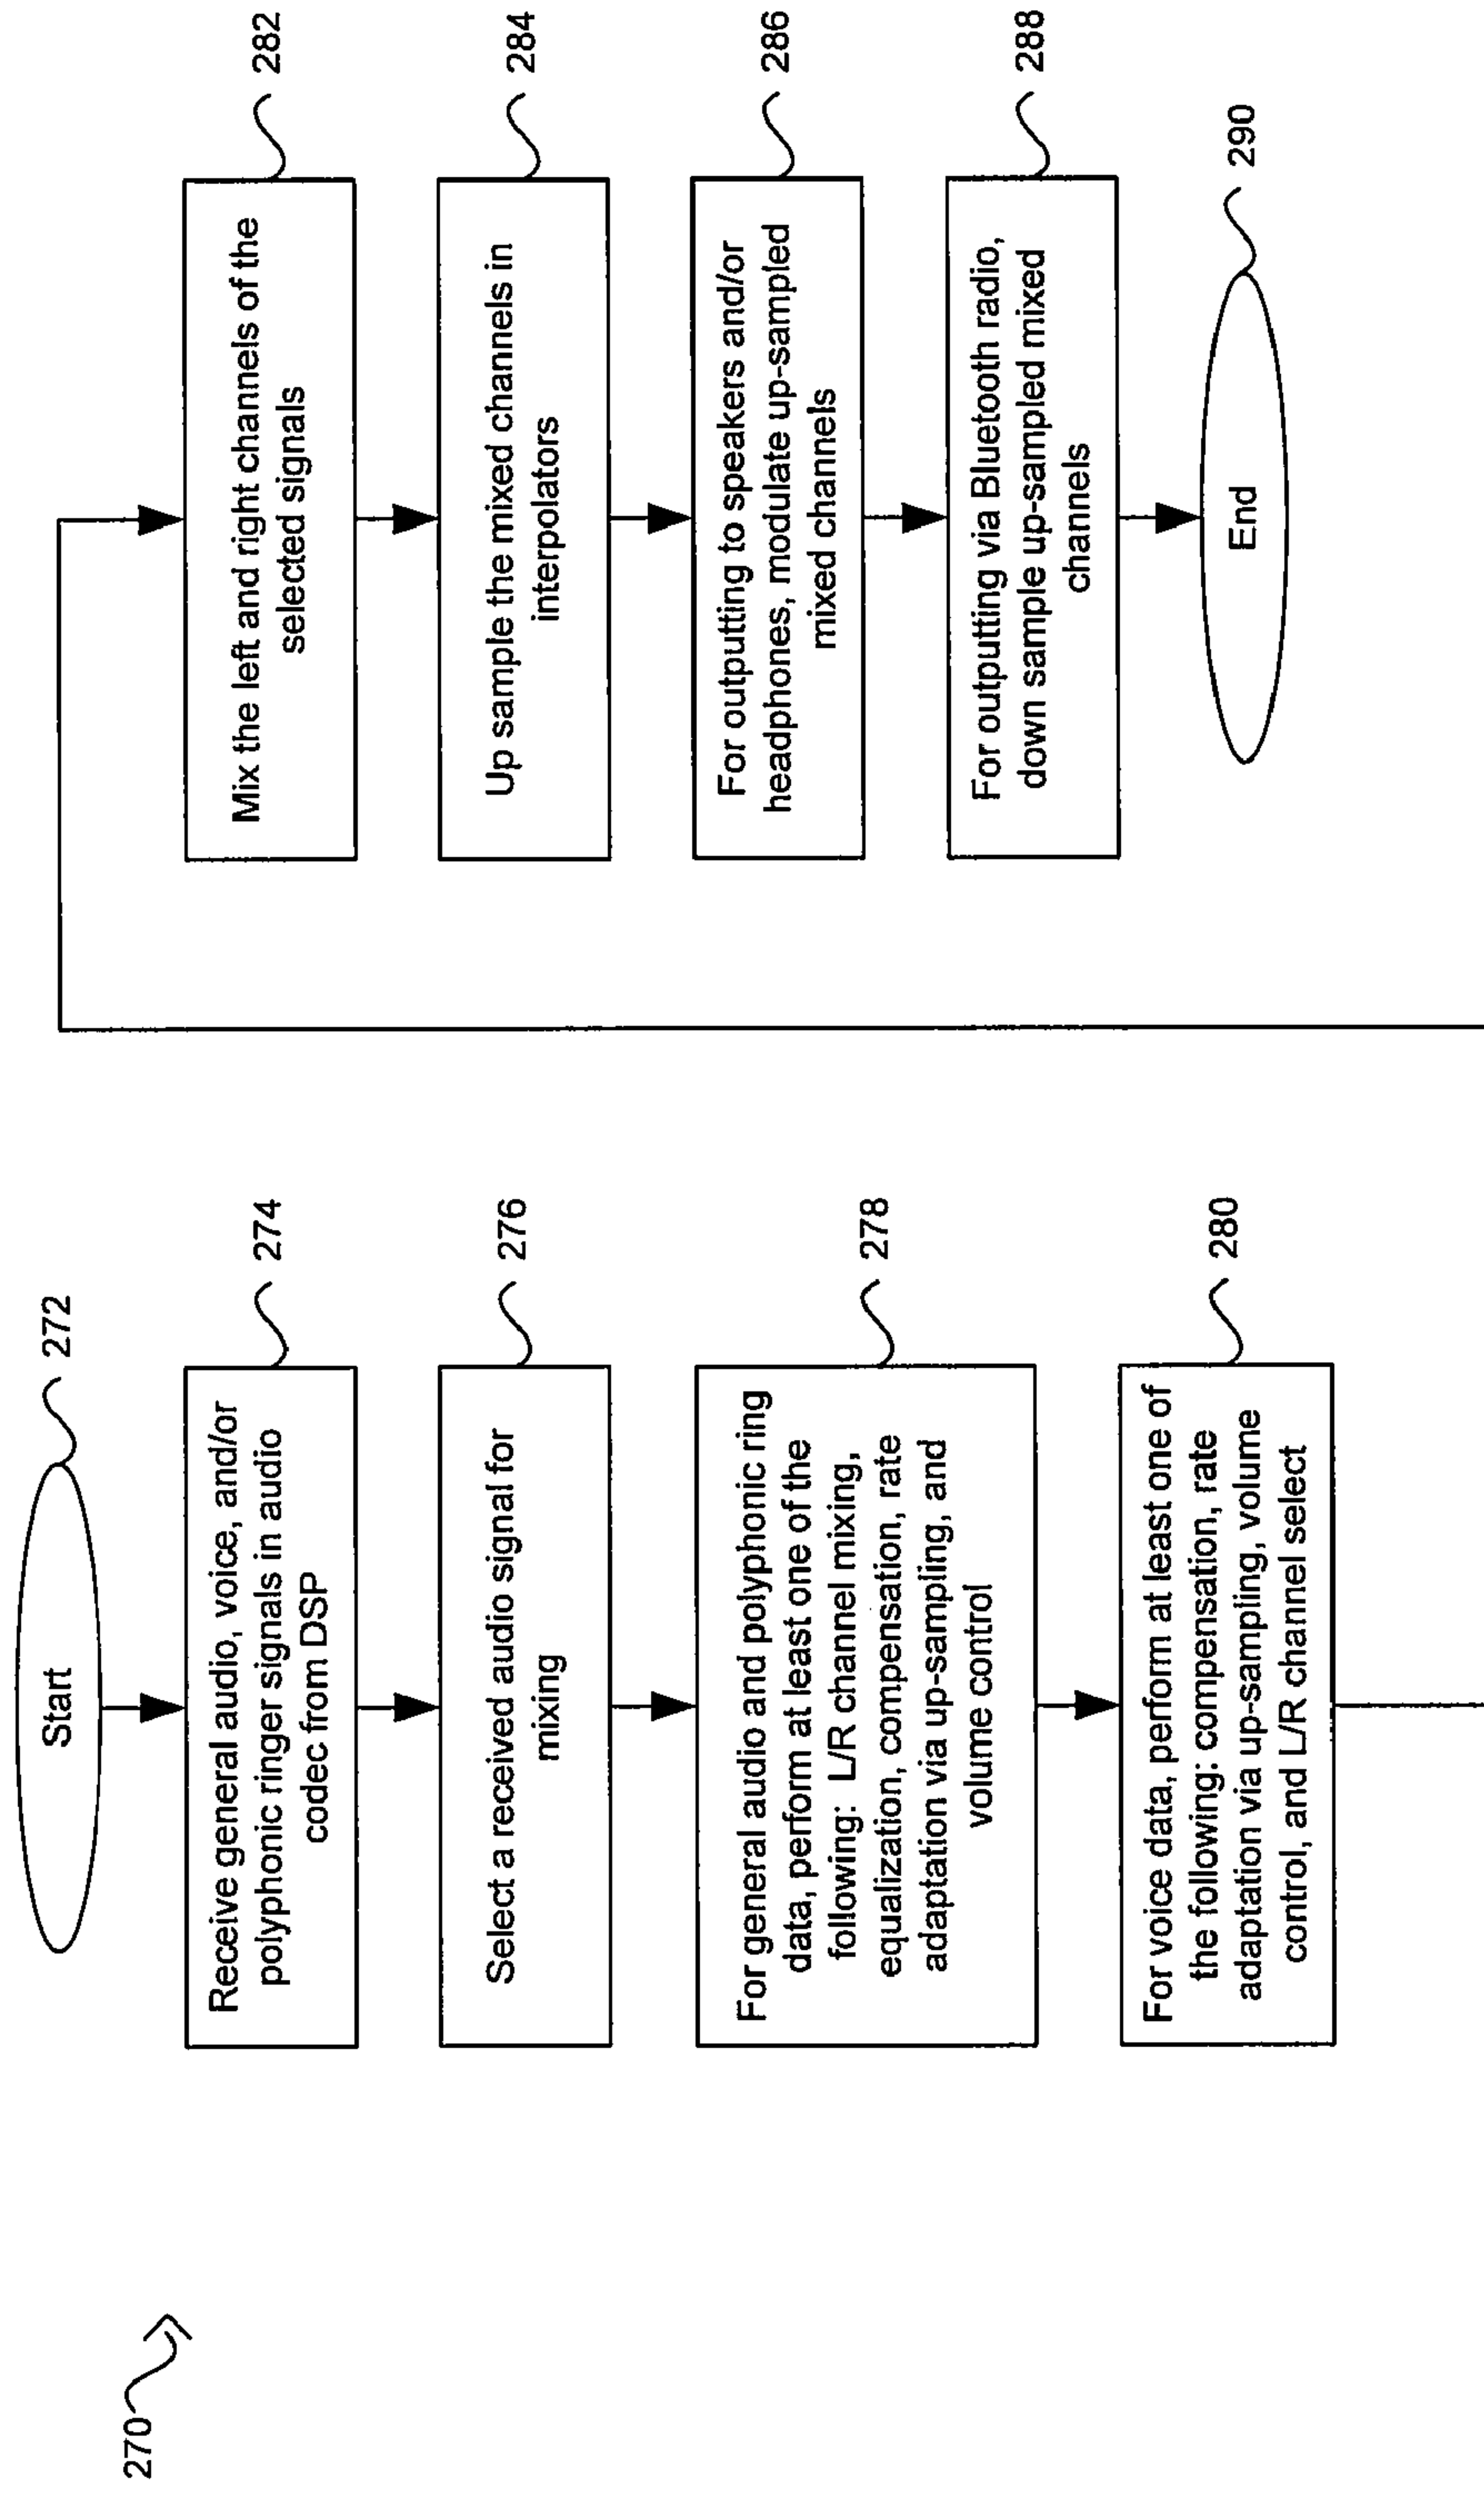 270
Start
272
Receive general audio, voice, and/or
polyphonic ringer signals in audio
codec from DSP
274
Select a received audio signal for
mixing
276
For general audio and polyphonic ring
data, perform at least one of the
following: L/R channel mixing,
equalization, compensation, rate
adaptation via up-sampling, and
volume control
278
For voice data, perform at least one of
the following: compensation, rate
adaptation via up-sampling, volume
control, and L/R channel select
280
Mix the left and right channels of the
selected signals
282
Up sample the mixed channels in
interpolators
284
For outputting to speakers and/or
headphones, modulate up-sampled
mixed channels
286
For outputting via Bluetooth radio,
down sample up-sampled mixed
channels
288
End
290